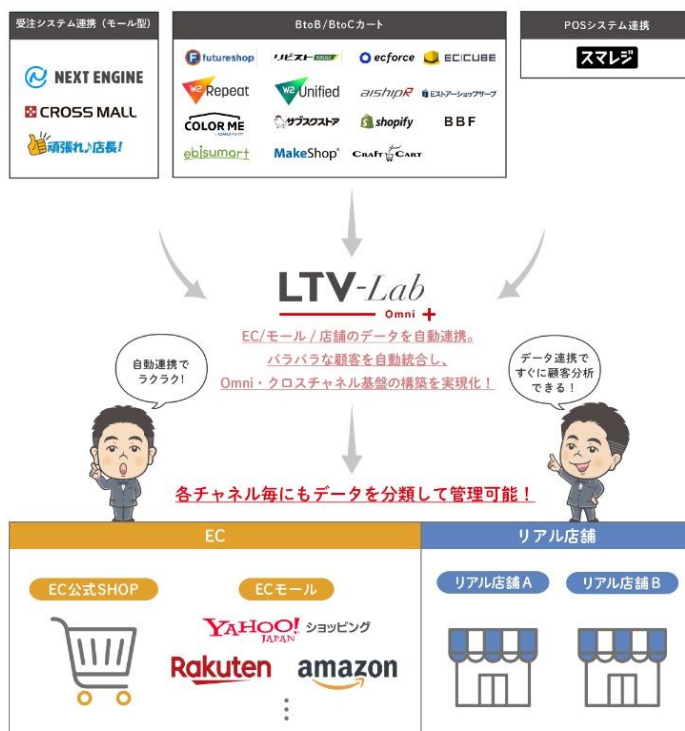 受注システム連携（モール型）
NEXT ENGINE
CROSS MALL
頑張れ♪店長!
BtoB/BtoCカート
futureshop
リピスト
ecforce
EC CUBE
W2 Repeat
W2 Unified
aishipR
Eストアーショップサーブ
COLOR ME
サブスクストア
shopify
BBF
ebisumart
MakeShop
CRAFT CART
POSシステム連携
スマレジ
LTV-Lab
Omni +
EC/モール / 店舗のデータを自動連携。
バラバラな顧客を自動統合し、
Omni・クロスチャネル基盤の構築を実現化！
自動連携で
ラクラク!
データ連携で
すぐに顧客分析
できる！
各チャネル毎にもデータを分類して管理可能！
EC
EC公式SHOP
ECモール
YAHOO! JAPAN ショッピング
Rakuten
amazon
リアル店舗
リアル店舗A
リアル店舗B